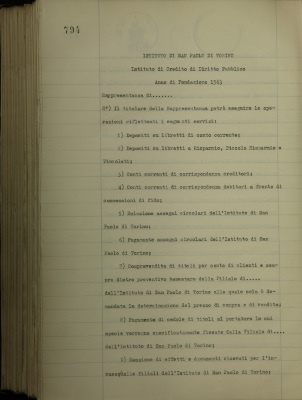 794
ISTITUTO DI SAN PAOLO DI TORINO
Istituto di Credito di Diritto Pubblico
Anno di Fondazione 1563
Rappresentanza di.......
8°) Il titolare della Rappresentanza potrà eseguire le ope-
razioni riflettenti i seguenti servizi:
1) Depositi su libretti di conto corrente;
2) Depositi su libretti a Risparmio, Piccolo Risparmio e
Vincolati;
3) Conti correnti di corrispondenza creditori;
4) Conti correnti di corrispondenza debitori a fronte di
concessioni di fido;
5) Emissione assegni circolari dell'Istituto di San
Paolo di Torino;
6) Pagamento assegni circolari dell'Istituto di San
Paolo di Torino;
7) Compravendita di titoli per conto di clienti e sem-
pre dietro preventivo benestare della Filiale di.....
dell'Istituto di San Paolo di Torino alla quale sola è de-
mandata la determinazione del prezzo di compra e di vendita;
8) Pagamento di cedole di titoli al portatore le cui
specie verranno specificatamente fissate dalla Filiale di....
dell'Istituto di San Paolo di Torino;
9) di effetti e documenti ricevuti per l'in-
dalle Filiali dell'Istituto di San Paolo di Torino;